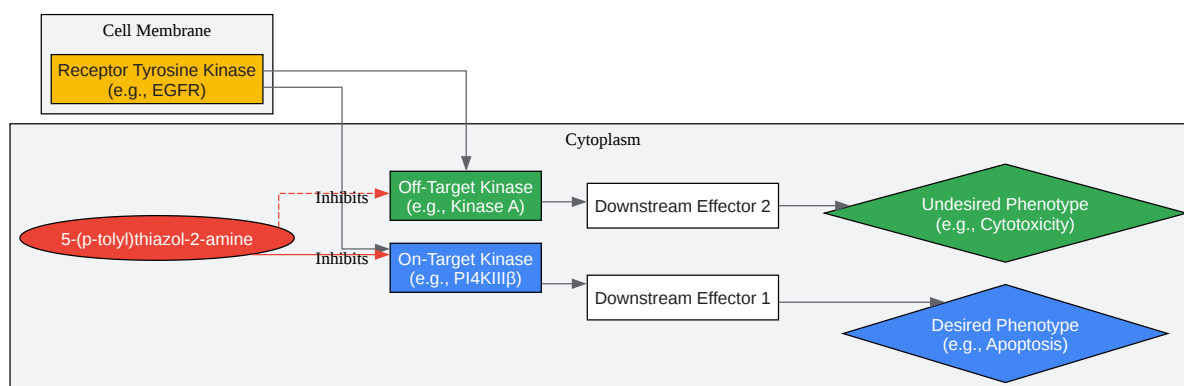 Cell Membrane
Receptor Tyrosine Kinase
(e.g., EGFR)
Cytoplasm
Inhibits
Off-Target Kinase
(e.g., Kinase A)
Downstream Effector 2
Undesired Phenotype
(e.g., Cytotoxicity)
5-(p-tolyl)thiazol-2-amine
Inhibits
On-Target Kinase
(e.g., PI4KIIIβ)
Downstream Effector 1
Desired Phenotype
(e.g., Apoptosis)